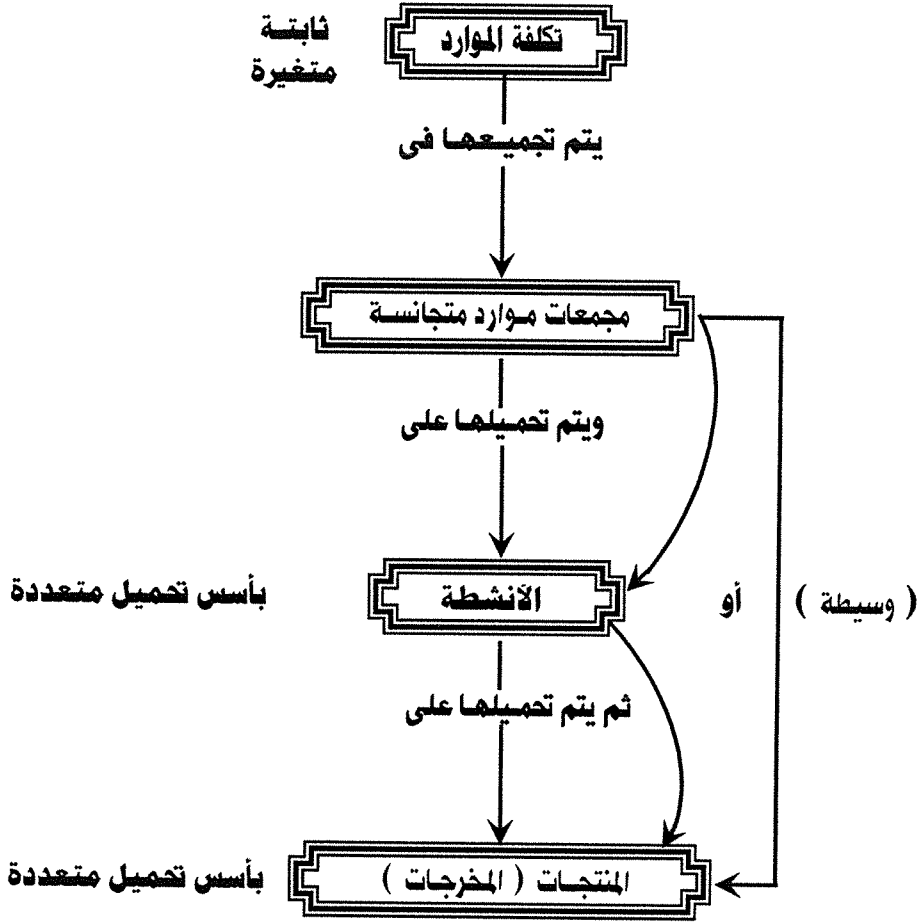 تكلفة الموارد
ثابتة
متغيرة
يتم تجميعها فى
مجمعات موارد متجانسة
ويتم تحميلها على
الأنشطة
بأسس تحميل متعددة
أو
( وسيطة )
ثم يتم تحميلها على
المنتجات ( المخرجات )
بأسس تحميل متعددة